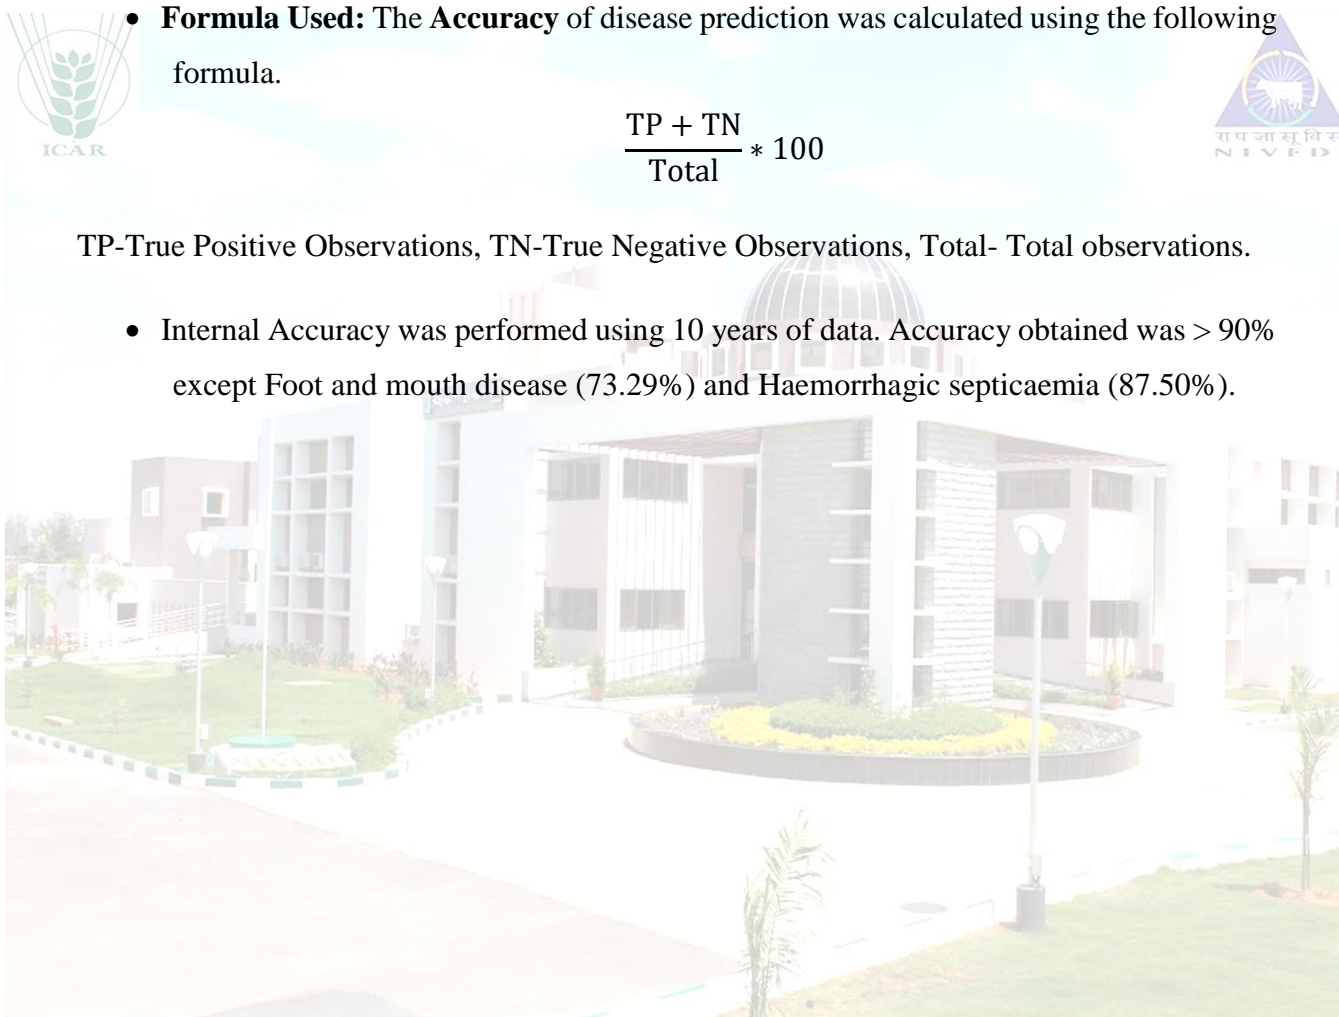 • Formula Used: The Accuracy of disease prediction was calculated using the following
formula.
TP + TN
Total
* 100
TP-True Positive Observations, TN-True Negative Observations, Total- Total observations.
• Internal Accuracy was performed using 10 years of data. Accuracy obtained was > 90%
except Foot and mouth disease (73.29%) and Haemorrhagic septicaemia (87.50%).
ICAR
रा प जा सू वि स
NIVEDI
NIVEDI